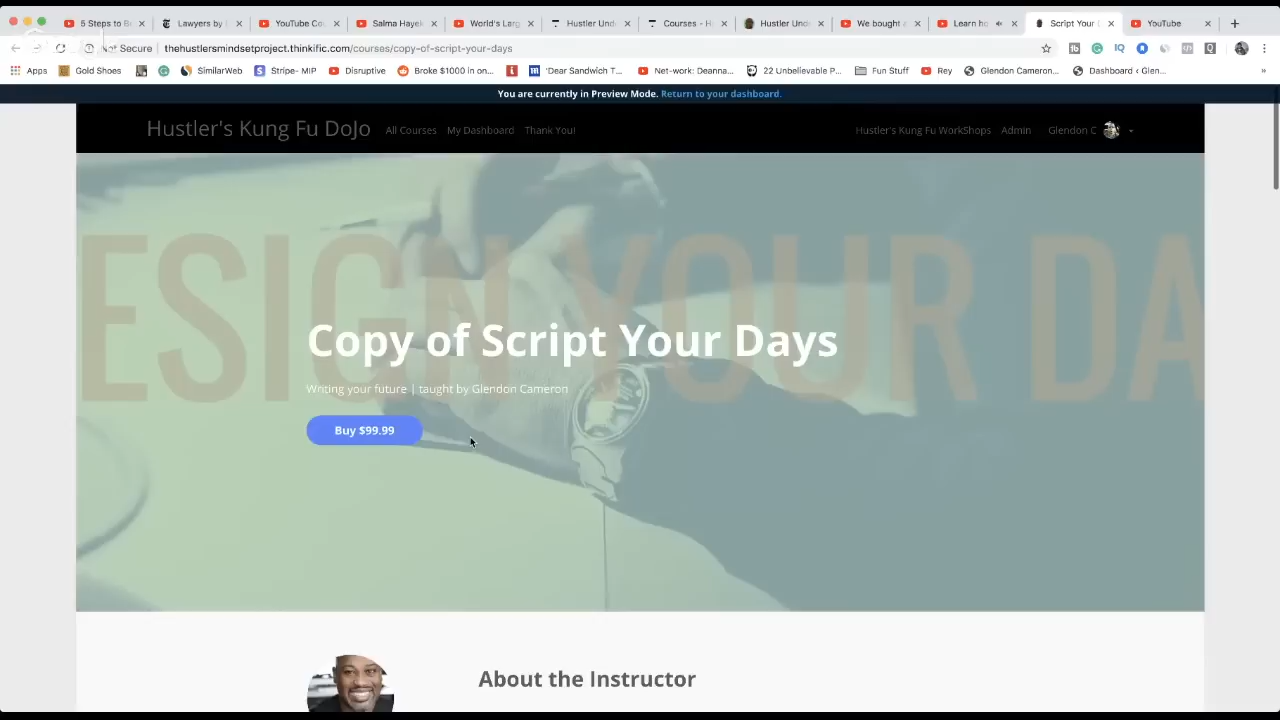 5 Steps to B
Lawyers by
YouTube Co
Salma Haye
World's Larg
Hustler Und
Courses - H
Hustler Und
We bought a
Learn ho
Script Your
YouTube
Secure
thehustlersmindsetproject.thinkific.com/courses/copy-of-script-your-days
Apps
Gold Shoes
SimilarWeb
Stripe- MIP
Disruptive
Broke $1000 in on...
'Dear Sandwich T...
Net-work: Deanna...
22 Unbelievable P...
Fun Stuff
Rey
Glendon Cameron...
Dashboard ‹ Glen...
You are currently in Preview Mode. Return to your dashboard.
Hustler's Kung Fu DoJo
All Courses
My Dashboard
Thank You!
Hustler's Kung Fu WorkShops
Admin
Glendon C
ESIGN YOUR DA
Copy of Script Your Days
Writing your future | taught by Glendon Cameron
Buy $99.99
About the Instructor